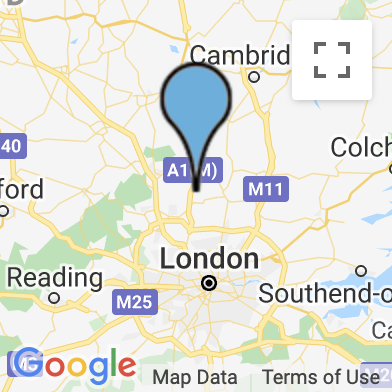 Cambrid
40
A1(M)
Colch
ford
M11
London
Reading
M25
Southend-o
Ca
Google
Map Data
Terms of Use